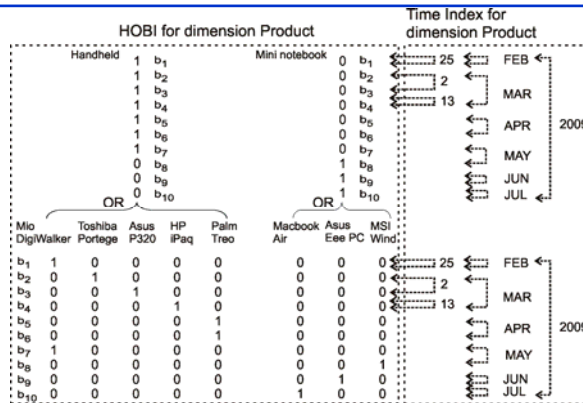 HOBI for dimension Product
Time Index for
dimension Product
Handheld 1 b1 Mini notebook 0 b1 25 FEB
1 b2 0 b2 2
1 b3 0 b3 MAR
1 b4 0 b4 13
1 b5 0 b5 APR 2009
1 b6 0 b6
1 b7 0 b7 MAY
0 b8 1 b8
0 b9 1 b9 JUN
0 b10 1 b10 JUL
OR OR
Mio Toshiba Asus HP Palm Macbook Asus MSI
DigiWalker Portege P320 iPaq Treo Air Eee PC Wind
b1 1 0 0 0 0 0 0 0 25 FEB
b2 0 1 0 0 0 0 0 0 2
b3 0 0 1 0 0 0 0 0 MAR
b4 0 0 0 1 0 0 0 0 13
b5 0 0 0 0 1 0 0 0 APR 2009
b6 0 0 0 0 1 0 0 0
b7 1 0 0 0 0 0 0 0 MAY
b8 0 0 0 0 0 0 0 1
b9 0 0 0 0 0 0 1 0 JUN
b10 0 0 0 0 0 1 0 0 JUL